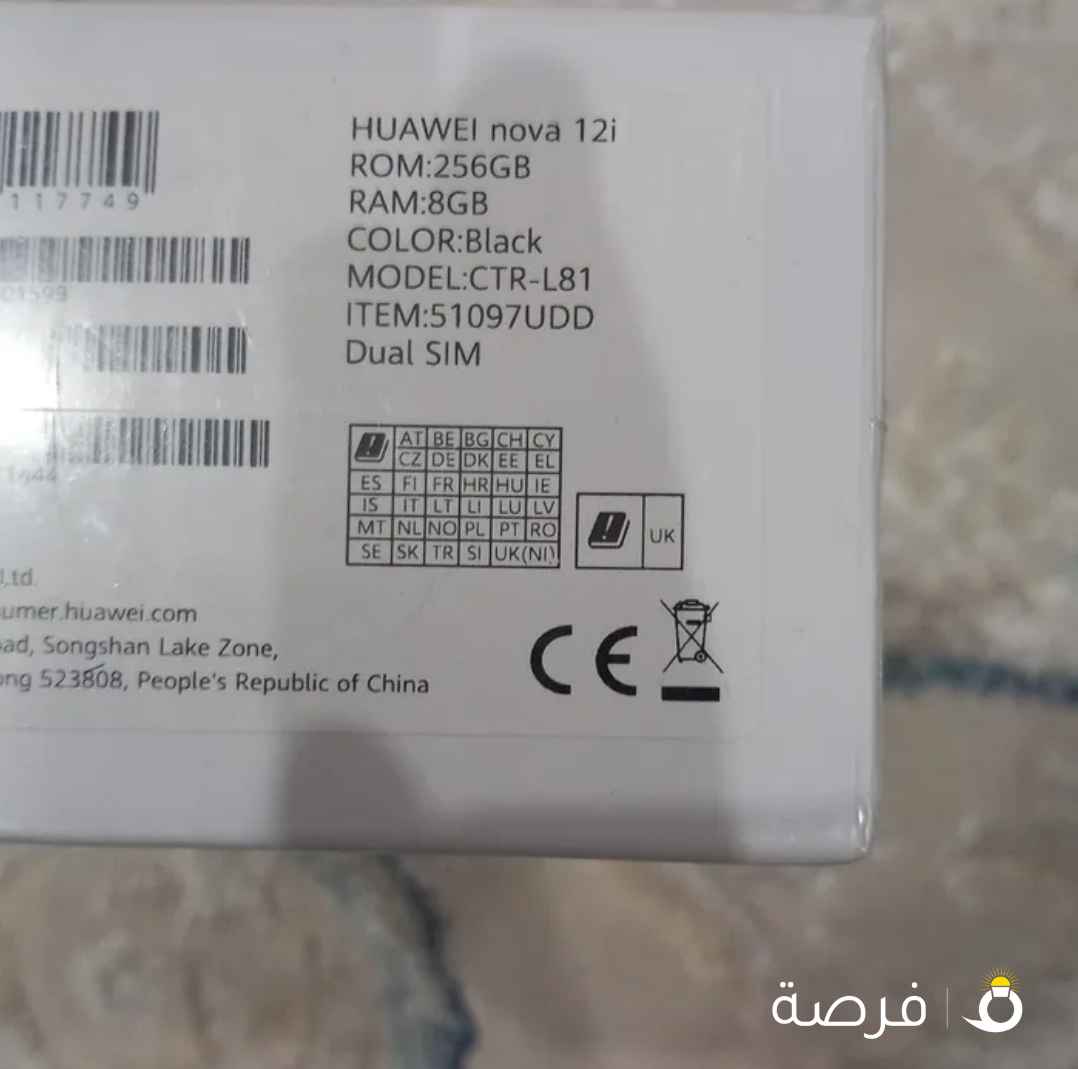 HUAWEI nova 12i
ROM:256GB
RAM:8GB
COLOR:Black
MODEL:CTR-L81
ITEM:51097UDD
Dual SIM
117749
01599
AT BE BG CH CY
CZ DE DK EE EL
ES FI FR HR HU IE
IS IT LT LI LU LV
MT NL NO PL PT RO
SE SK TR SI UK(NI)
UK
Ltd.
umer.huawei.com
ad, Songshan Lake Zone,
ong 523808, People's Republic of China
CE
فرصة